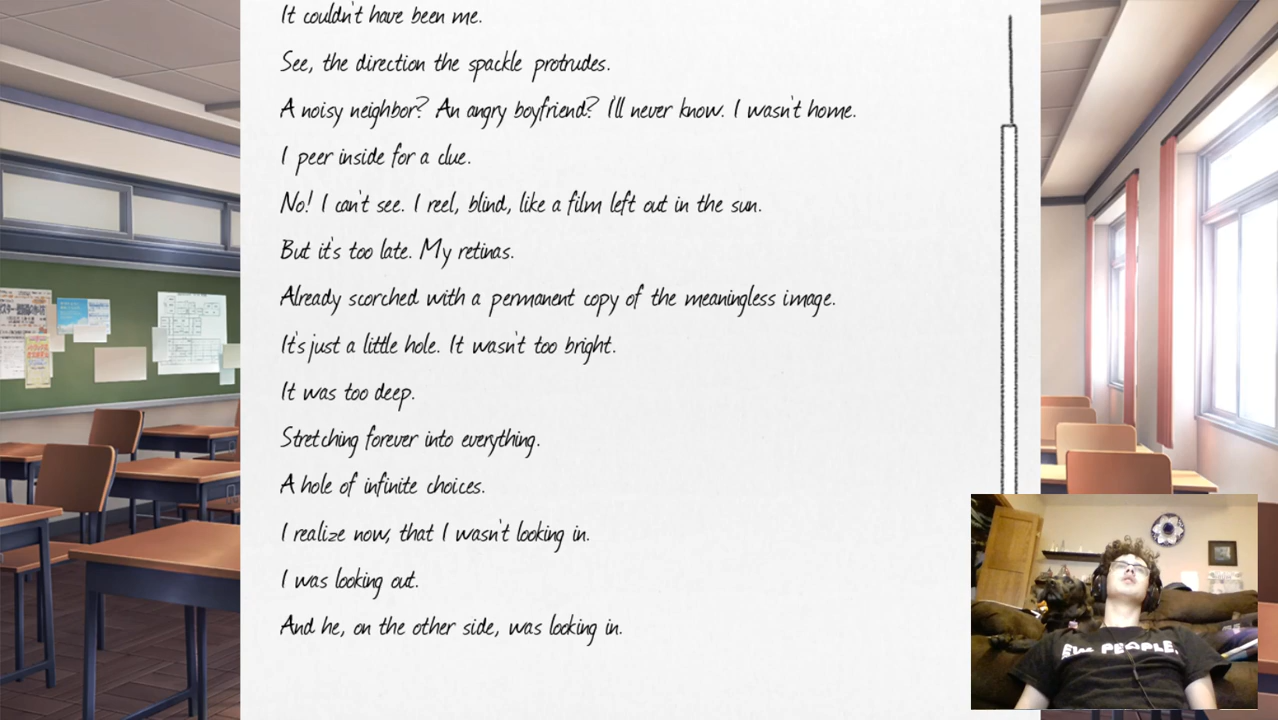 It couldn't have been me.
See, the direction the spackle protrudes.
A noisy neighbor? An angry boyfriend? I'll never know. I wasn't home.
I peer inside for a clue.
No! I can't see. I reel, blind, like a film left out in the sun.
But it's too late. My retinas.
Already scorched with a permanent copy of the meaningless image.
It's just a little hole. It wasn't too bright.
It was too deep.
Stretching forever into everything.
A hole of infinite choices.
I realize now, that I wasn't looking in.
I was looking out.
And he, on the other side, was looking in.
EW, PEOPLE.